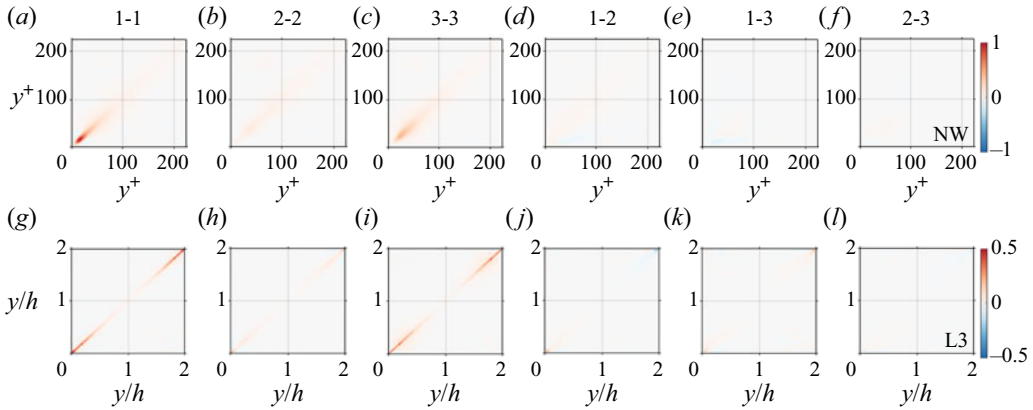 (a) 1-1 (b) 2-2 (c) 3-3 (d) 1-2 (e) 1-3 (f) 2-3
200 200 200 200 200 200 1
y+ 100 100 100 100 100 100 0
NW –1
0 100 200 0 100 200 0 100 200 0 100 200 0 100 200 0 100 200
y+ y+ y+ y+ y+ y+
(g) (h) (i) (j) (k) (l)
2 2 2 2 2 2 0.5
y/h 1 1 1 1 1 1 0
L3 –0.5
0 1 2 0 1 2 0 1 2 0 1 2 0 1 2 0 1 2
y/h y/h y/h y/h y/h y/h